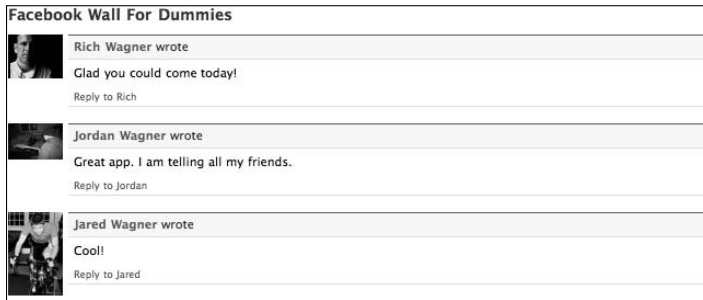 Facebook Wall For Dummies
Rich Wagner wrote
Glad you could come today!
Reply to Rich
Jordan Wagner wrote
Great app. I am telling all my friends.
Reply to Jordan
Jared Wagner wrote
Cool!
Reply to Jared